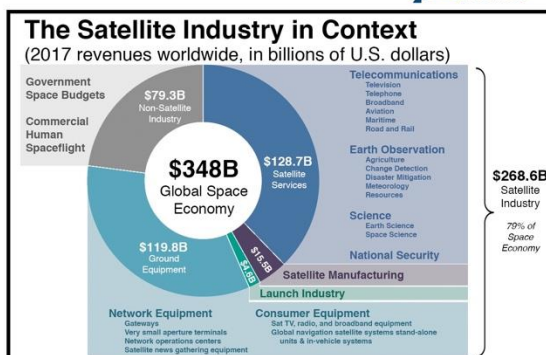 The Satellite Industry in Context
(2017 revenues worldwide, in billions of U.S. dollars)
Government
Space Budgets
Commercial
Human
Spaceflight
$79.3B
Non-Satellite
Industry
$348B
Global Space
Economy
$128.7B
Satellite
Services
$119.8B
Ground
Equipment
$4.6B
$15.5B
Telecommunications
Television
Telephone
Broadband
Aviation
Maritime
Road and Rail
Earth Observation
Agriculture
Change Detection
Disaster Mitigation
Meteorology
Resources
Science
Earth Science
Space Science
National Security
Satellite Manufacturing
Launch Industry
$268.6B
Satellite
Industry
79% of
Space
Economy
Network Equipment
Gateways
Very small aperture terminals
Network operations centers
Satellite news gathering equipment
Consumer Equipment
Sat TV, radio, and broadband equipment
Global navigation satellite systems stand-alone
units & in-vehicle systems